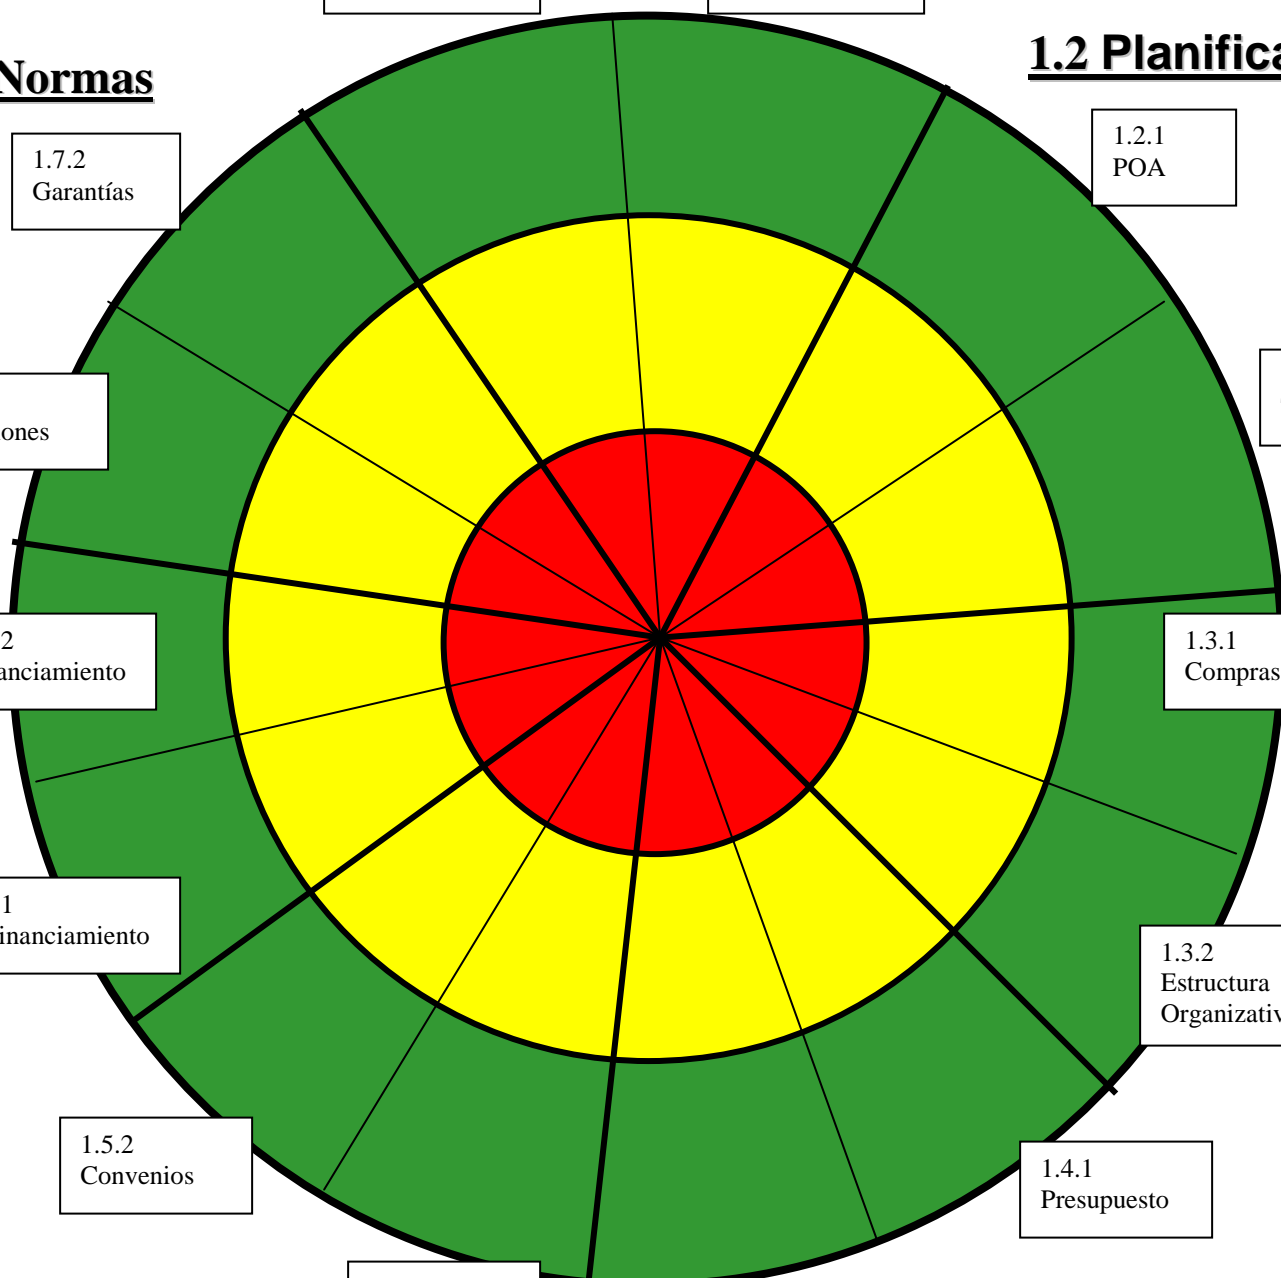 Normas
1.2 Planifica
1.7.2
Garantías
1.2.1
POA
iones
2
anciamiento
1.3.1
Compras
1
inanciamiento
1.3.2
Estructura
Organizativ
1.5.2
Convenios
1.4.1
Presupuesto